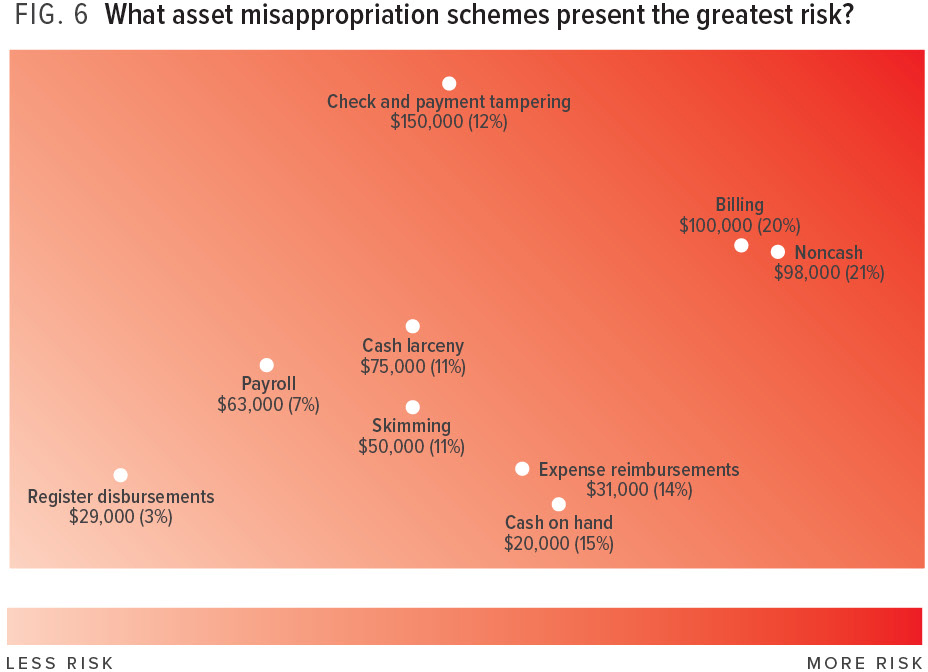 FIG. 6 What asset misappropriation schemes present the greatest risk?
Check and payment tampering
$150,000 (12%)
Billing
$100,000 (20%)
Noncash
$98,000 (21%)
Cash larceny
$75,000 (11%)
Payroll
$63,000 (7%)
Skimming
$50,000 (11%)
Expense reimbursements
$31,000 (14%)
Register disbursements
$29,000 (3%)
Cash on hand
$20,000 (15%)
LESS RISK
MORE RISK